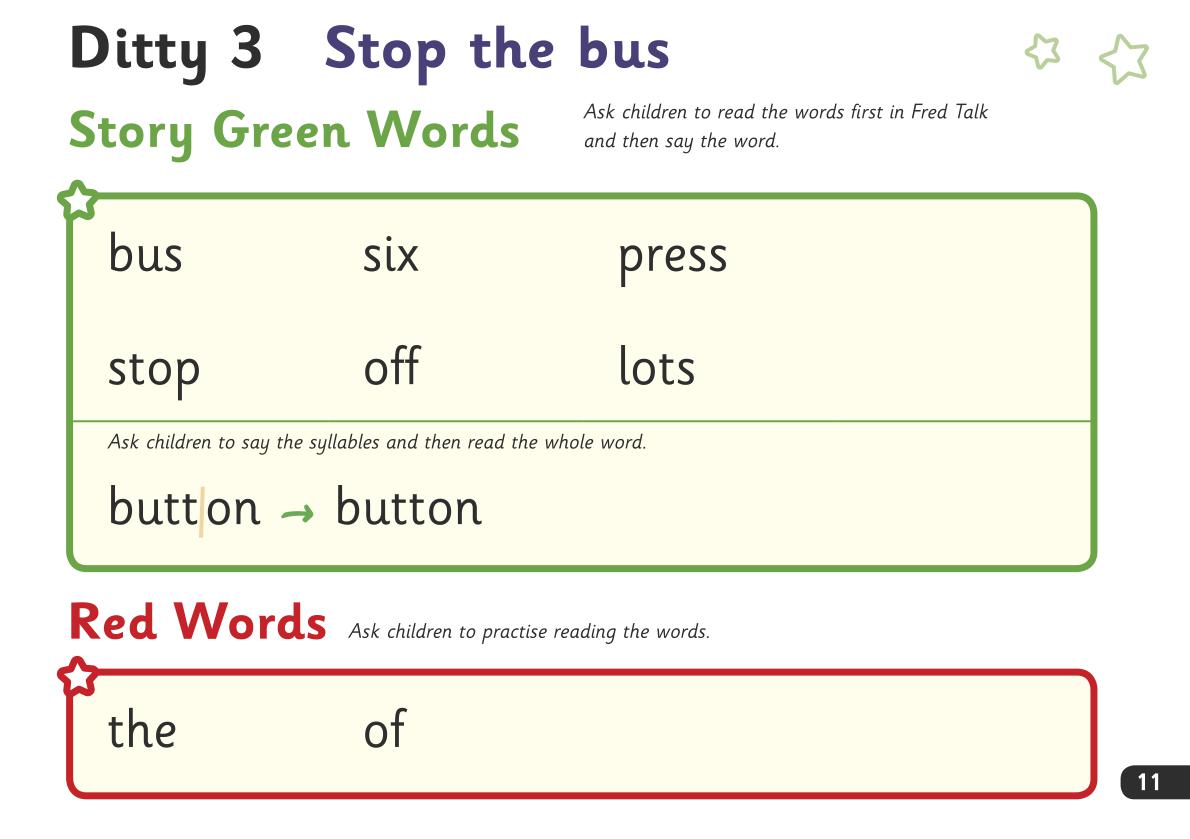 Ditty 3 Stop the bus
Story Green Words
Ask children to read the words first in Fred Talk
and then say the word.
bus six press
stop off lots
Ask children to say the syllables and then read the whole word.
butt|on → button
Red Words Ask children to practise reading the words.
the of
11